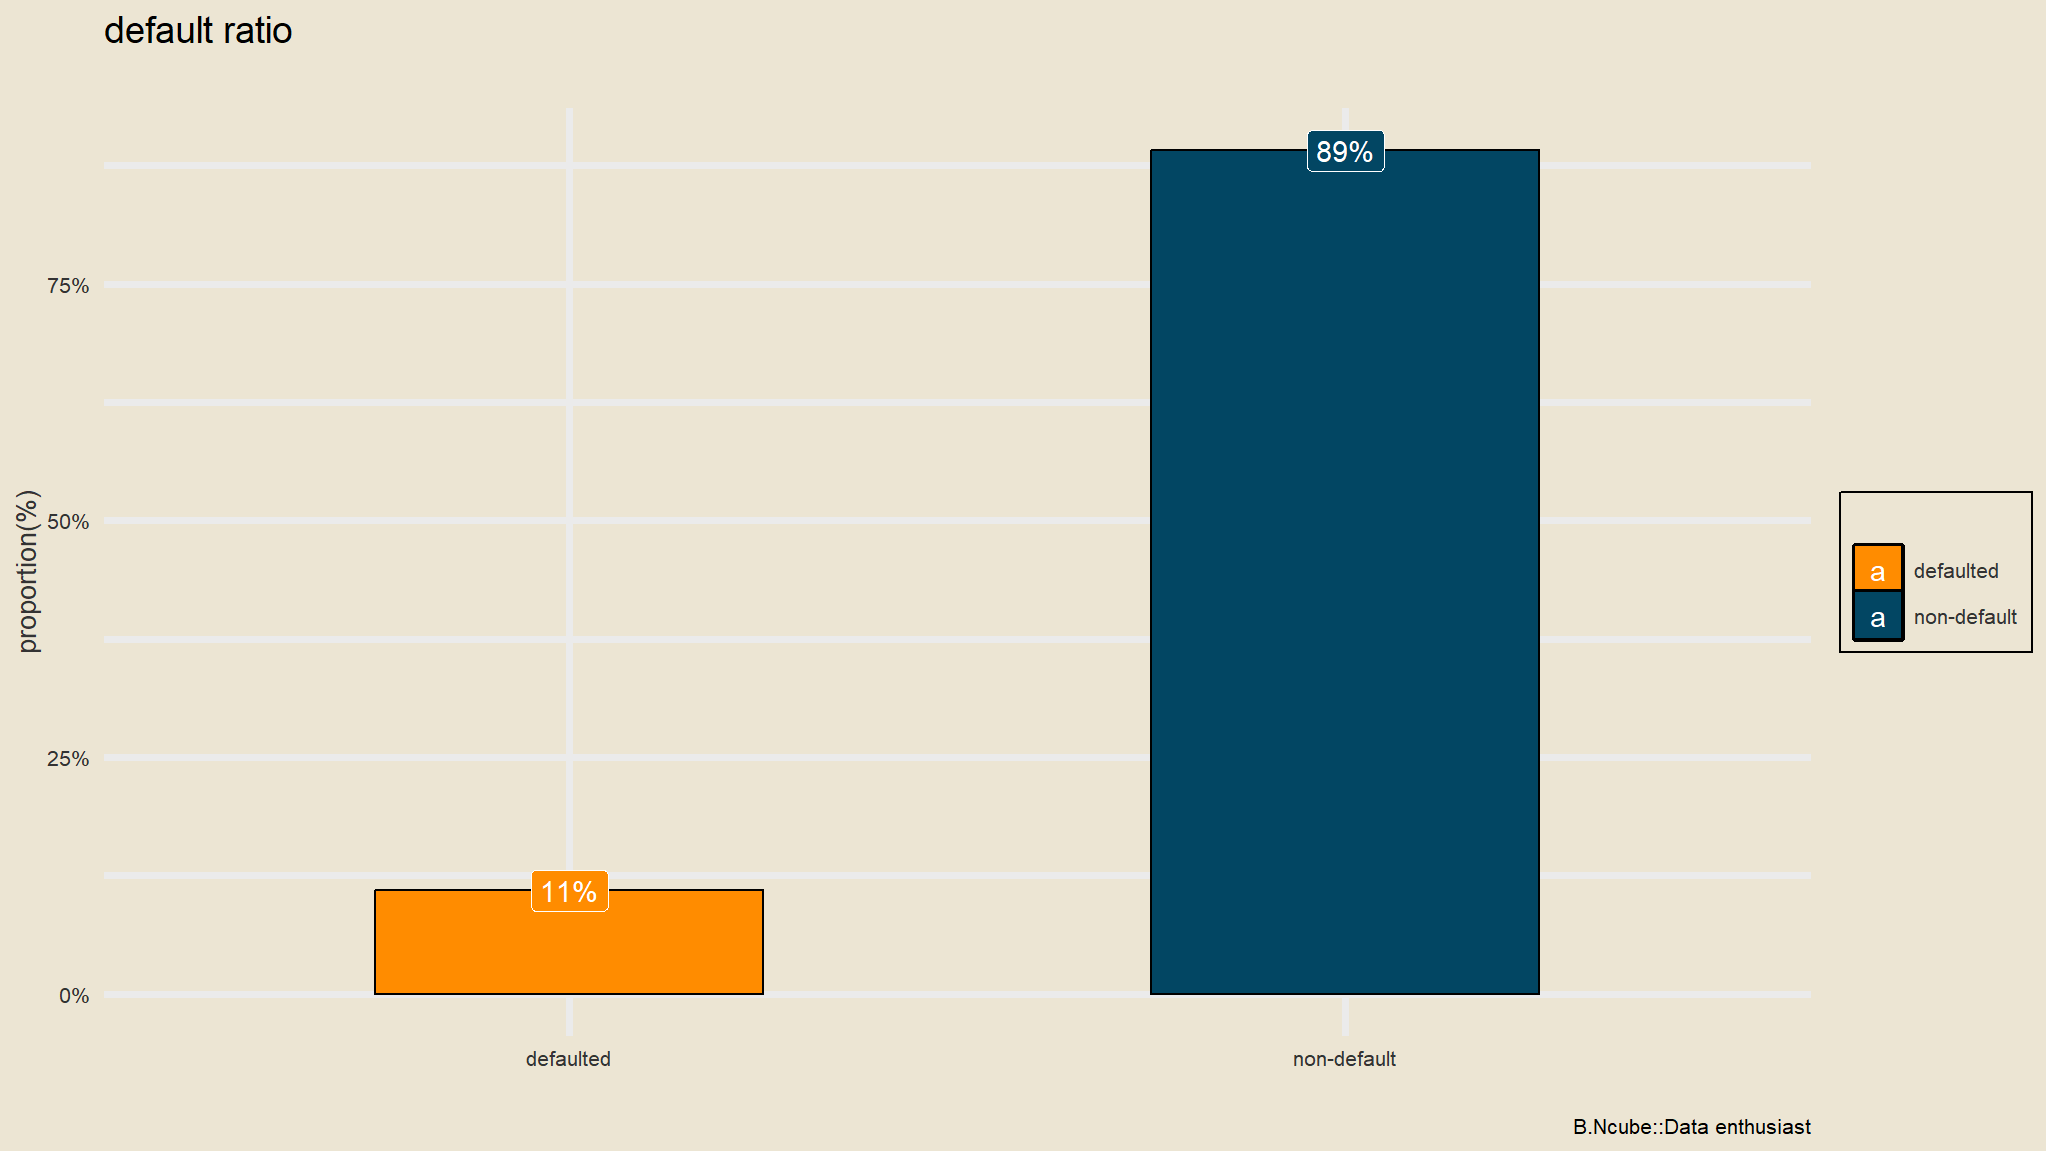 default ratio
proportion(%)
89%
75%
50%
25%
11%
0%
defaulted
non-default
a defaulted
a non-default
B.Ncube::Data enthusiast